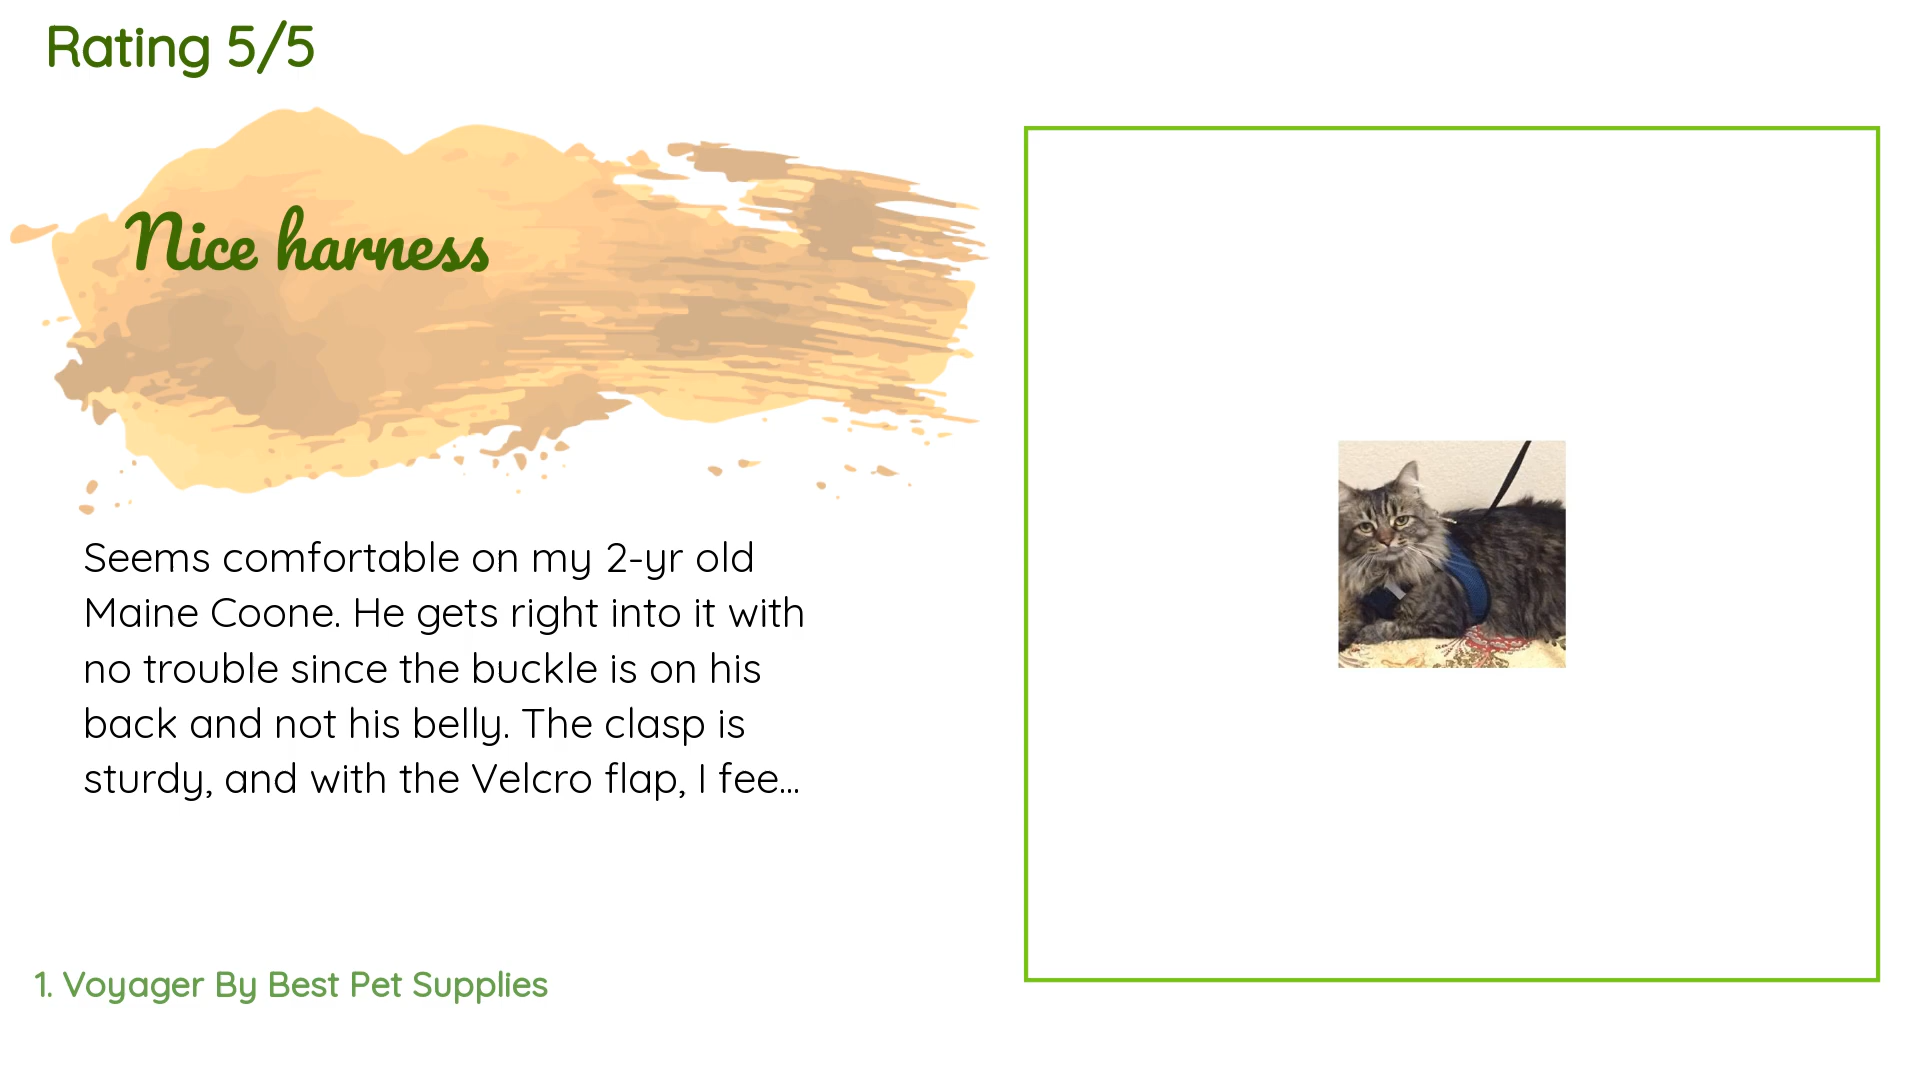 Rating 5/5
Nice harness
Seems comfortable on my 2-yr old
Maine Coone. He gets right into it with
no trouble since the buckle is on his
back and not his belly. The clasp is
sturdy, and with the Velcro flap, I fee...
1. Voyager By Best Pet Supplies